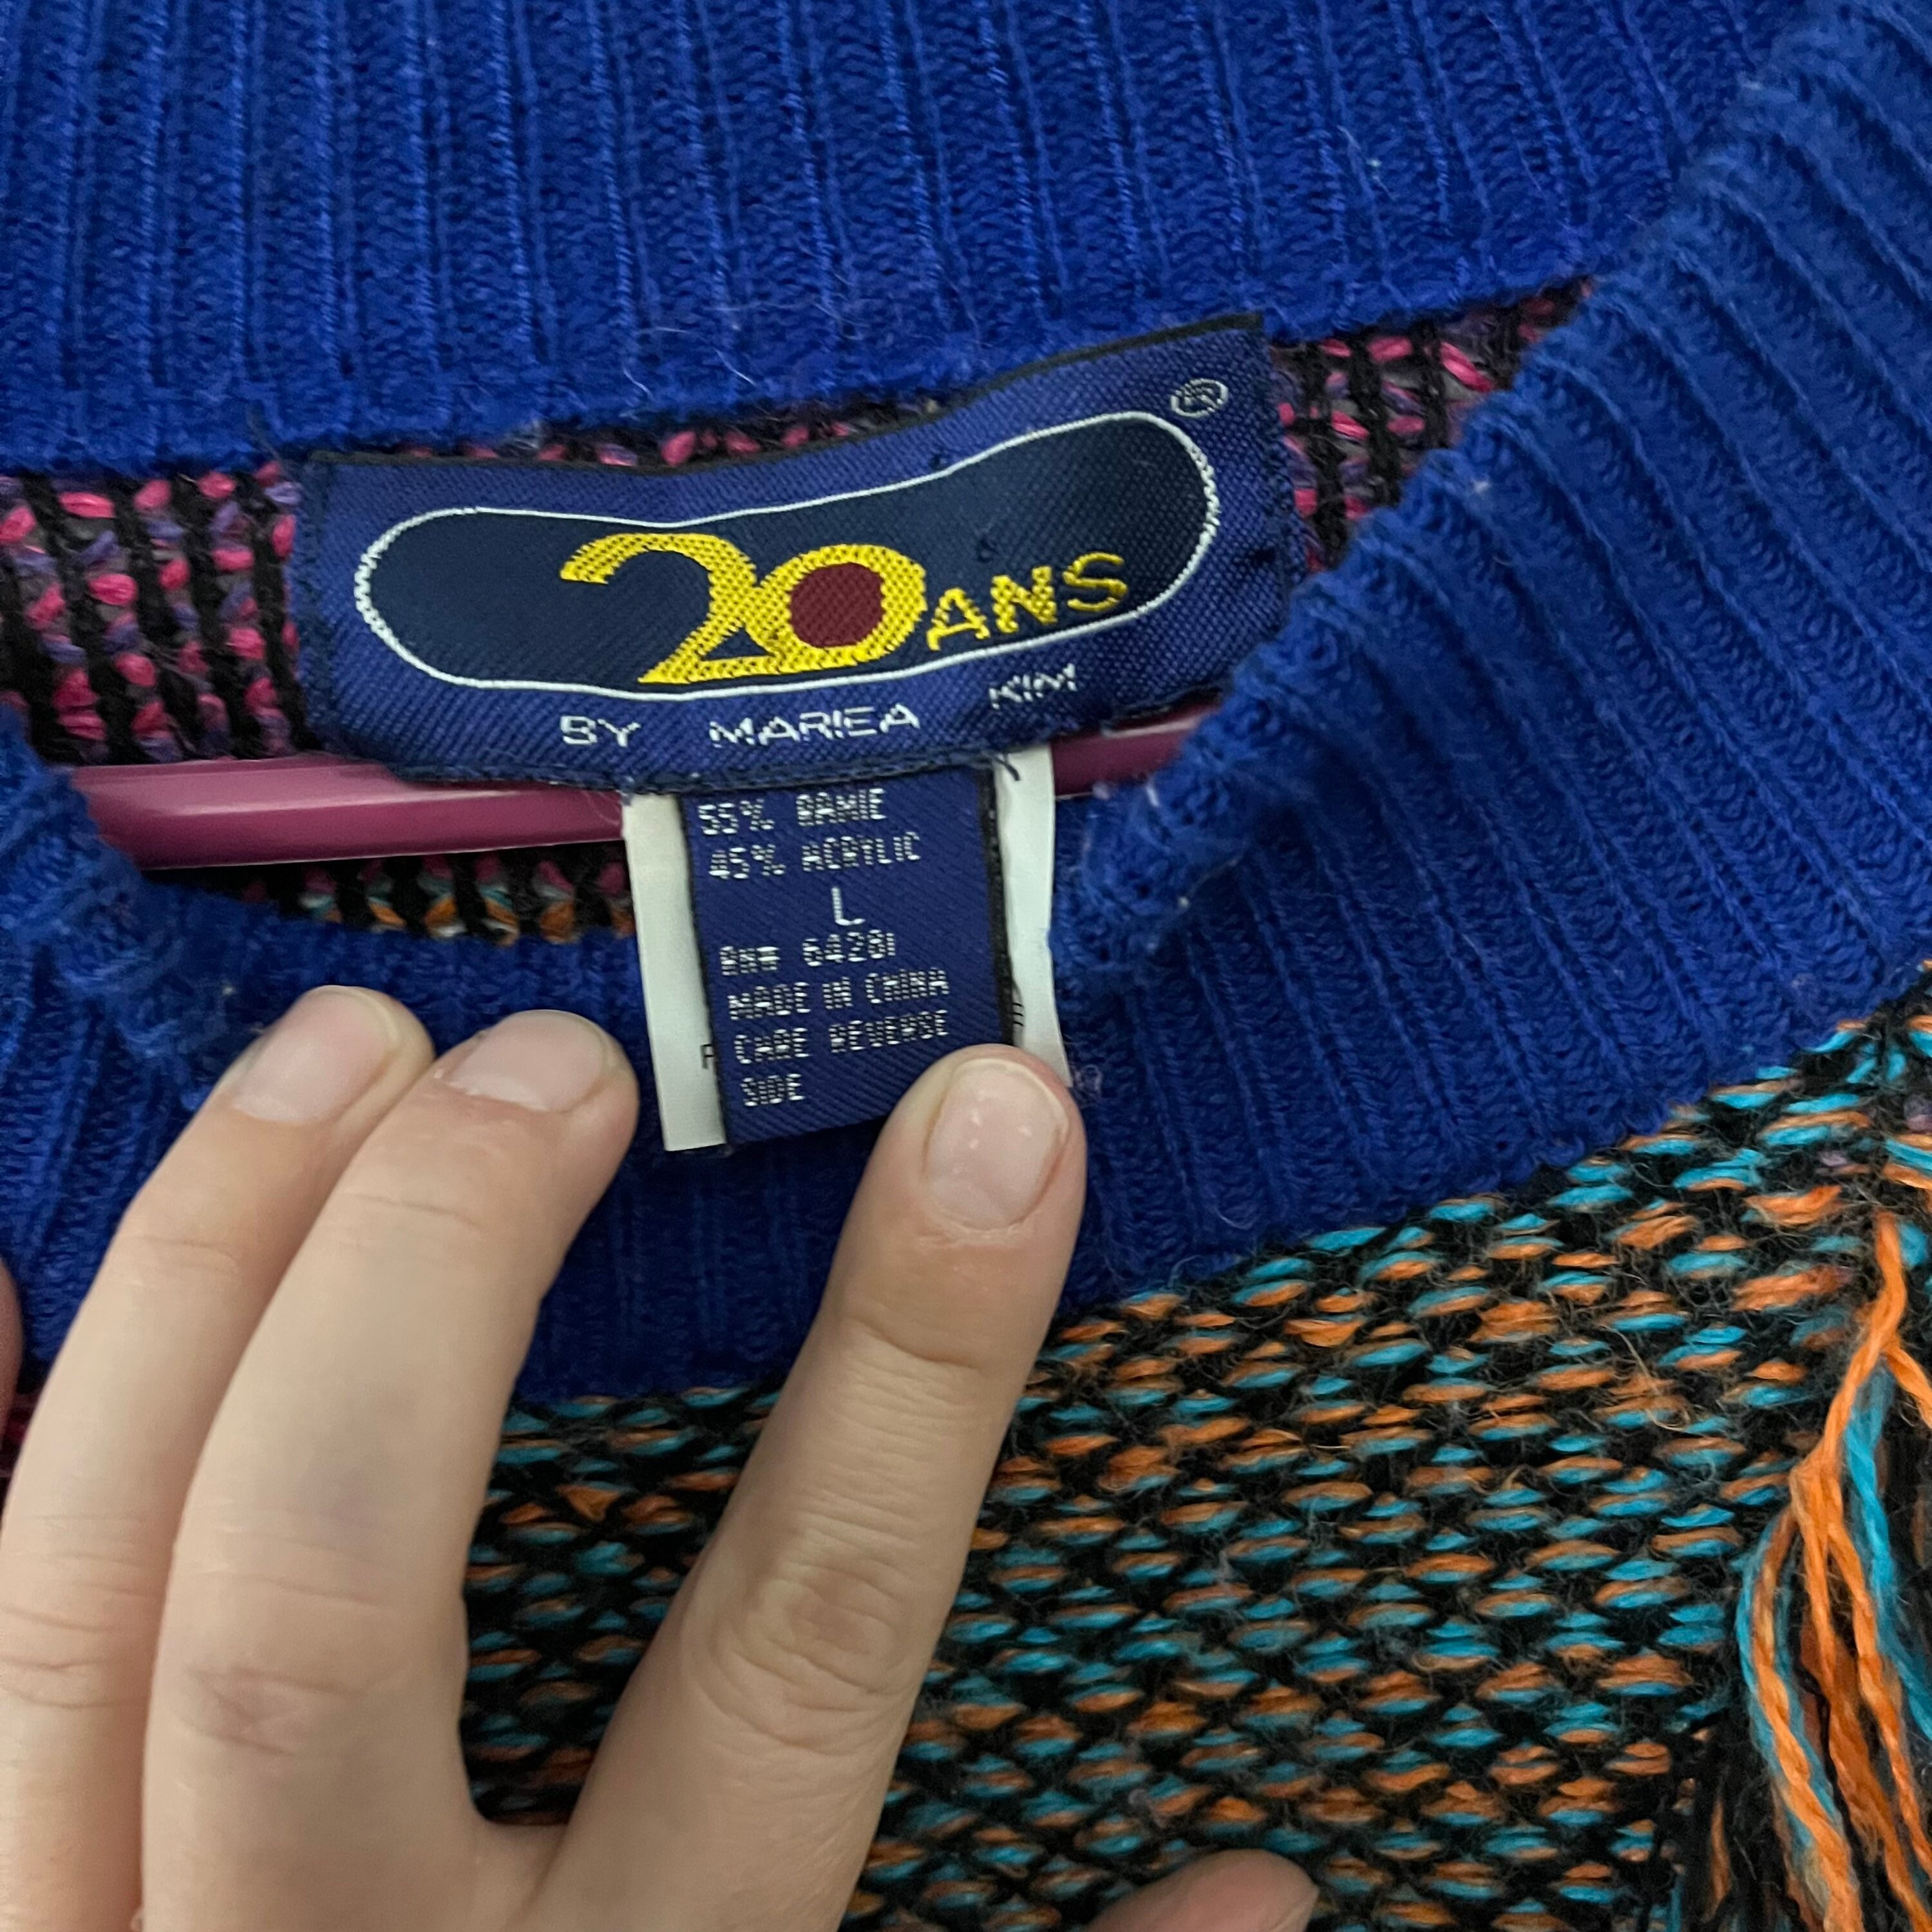 ®
20 ANS
BY MARIEA KIM
55% RAMIE
45% ACRYLIC
L
RN# 64281
MADE IN CHINA
CARE REVERSE
SIDE